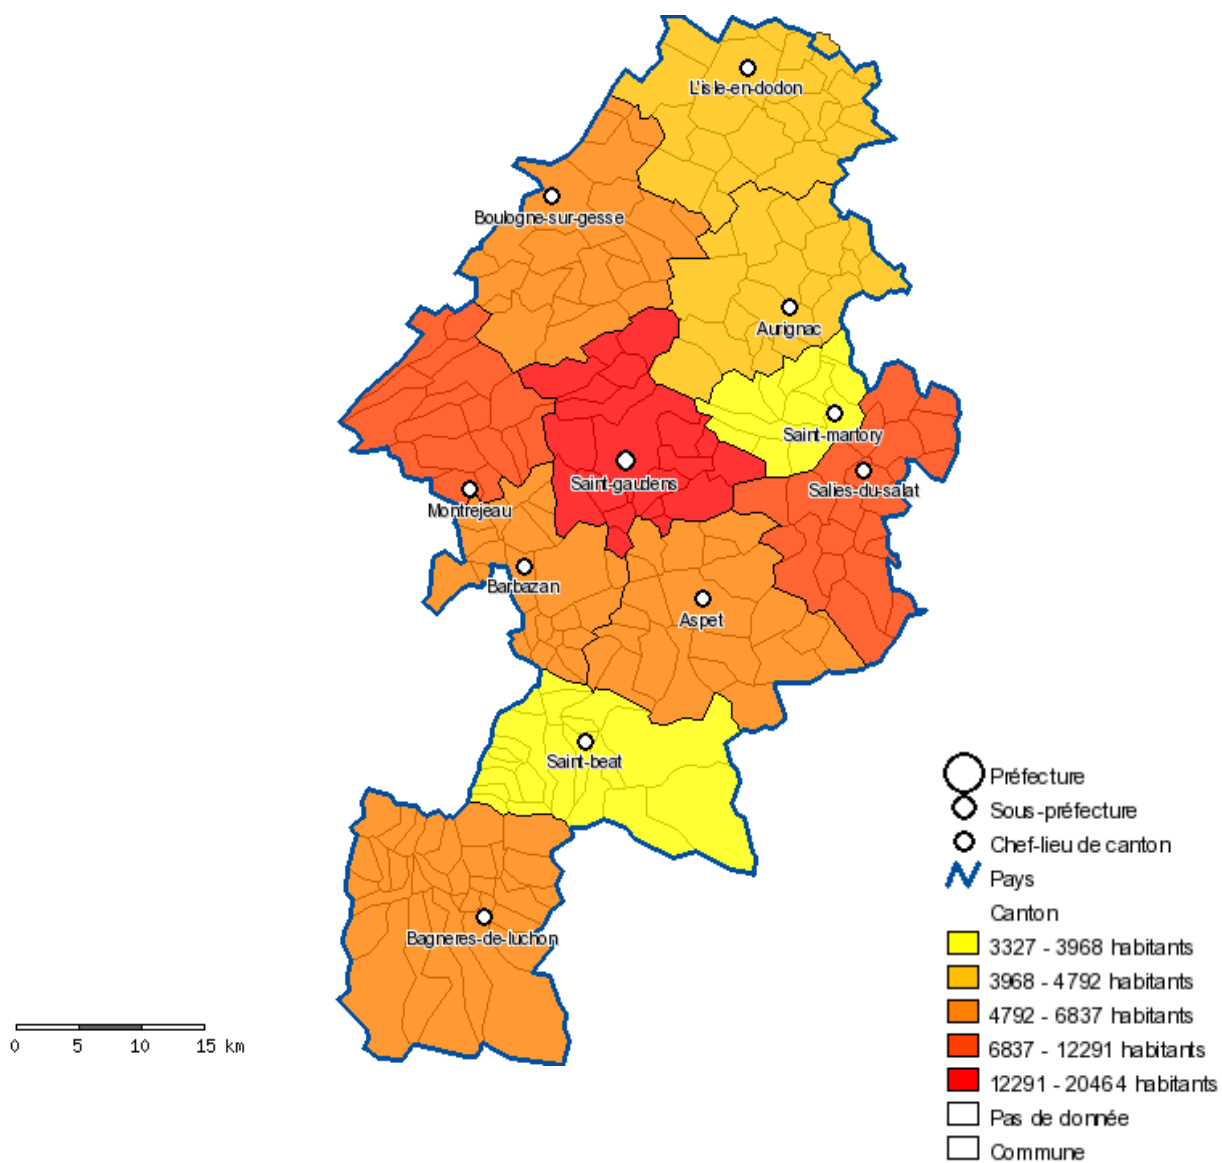 L'isle-en-dodon
Boulogne-sur-gesse
Aurignac
Saint-martory
Saint-gaudens
Salies-du-salat
Montrejeau
Barbazan
Aspet
Saint-beat
Bagneres-de-luchon
Préfecture
Sous-préfecture
Chef-lieu de canton
Pays
Canton
3327 - 3968 habitants
3968 - 4792 habitants
4792 - 6837 habitants
6837 - 12291 habitants
12291 - 20464 habitants
Pas de donnée
Commune
0 5 10 15 km